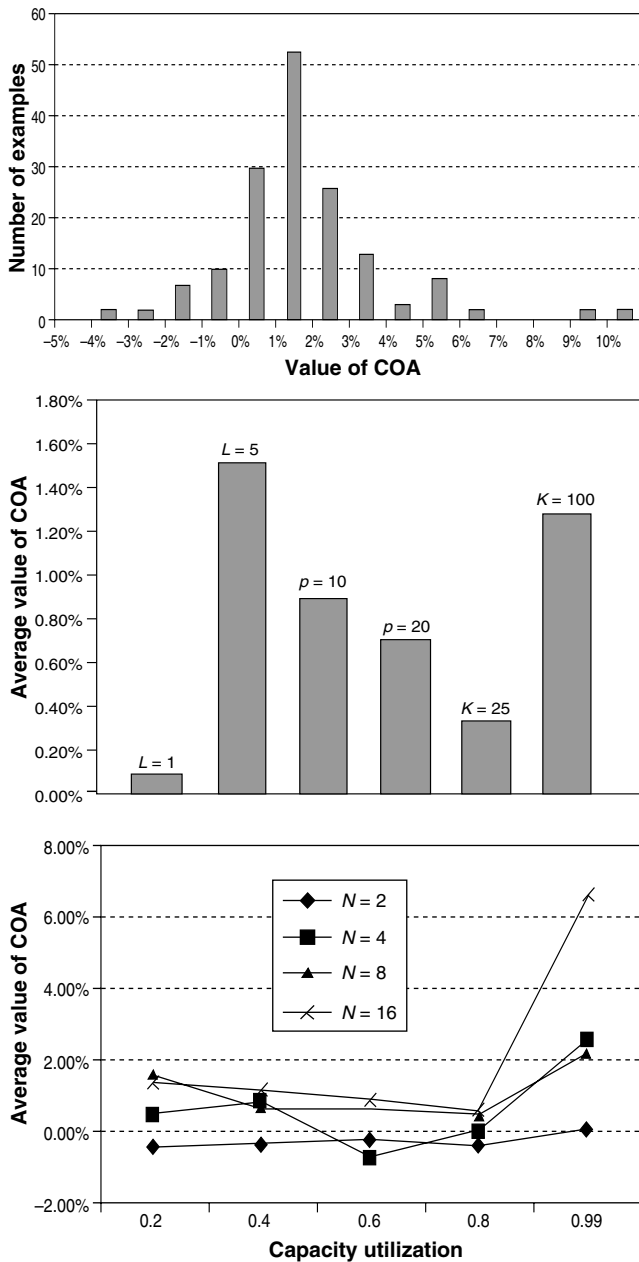 60
50
40
30
20
10
0
Number of examples
–5% –4% –3% –2% –1% 0% 1% 2% 3% 4% 5% 6% 7% 8% 9% 10%
Value of COA
1.80%
1.60%
1.40%
1.20%
1.00%
0.80%
0.60%
0.40%
0.20%
0.00%
Average value of COA
L = 1
L = 5
p = 10
p = 20
K = 25
K = 100
8.00%
6.00%
4.00%
2.00%
0.00%
–2.00%
Average value of COA
N = 2
N = 4
N = 8
N = 16
0.2 0.4 0.6 0.8 0.99
Capacity utilization